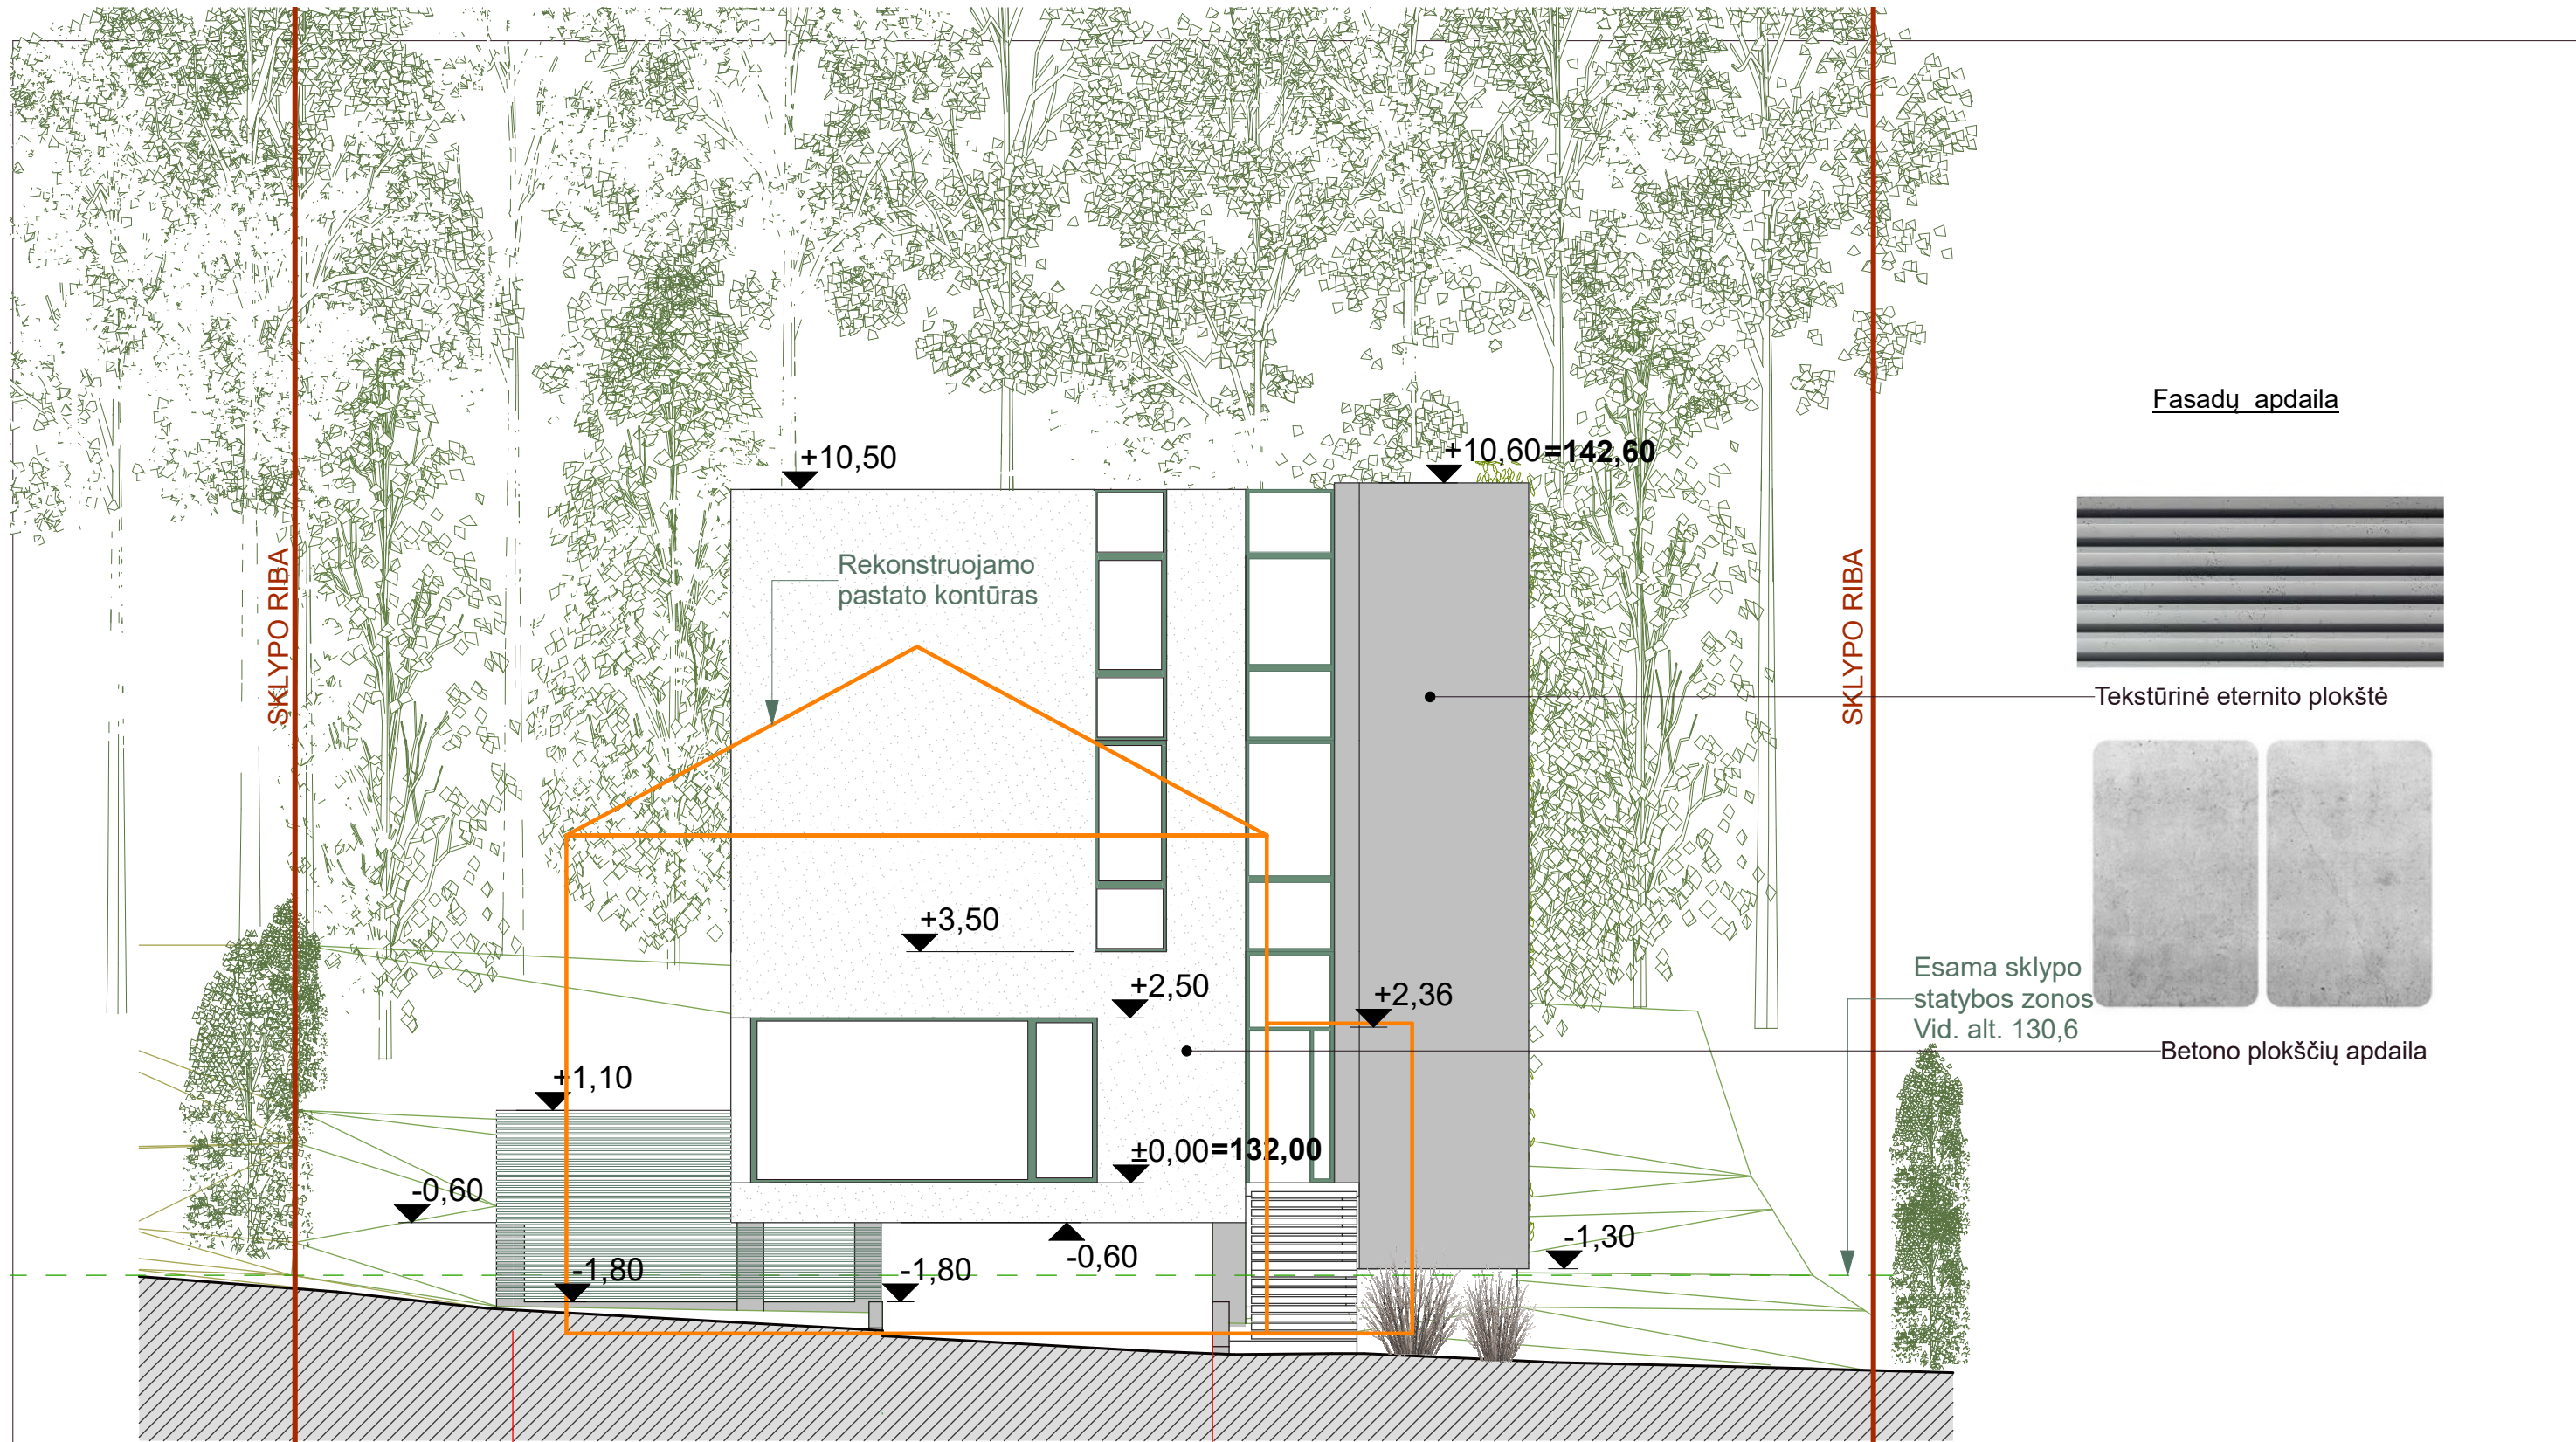 Fasadų apdaila
+10,60=142,60
+10,50
Rekonstruojamo
pastato kontūras
SKLYPO RIBA
SKLYPO RIBA
Tekstūrinė eternito plokštė
+3,50
Esama sklypo
statybos zonos
Vid. alt. 130,6
+2,50
+2,36
Betono plokščių apdaila
+1,10
±0,00=132,00
-0,60
-0,60
-1,30
-1,80
-1,80